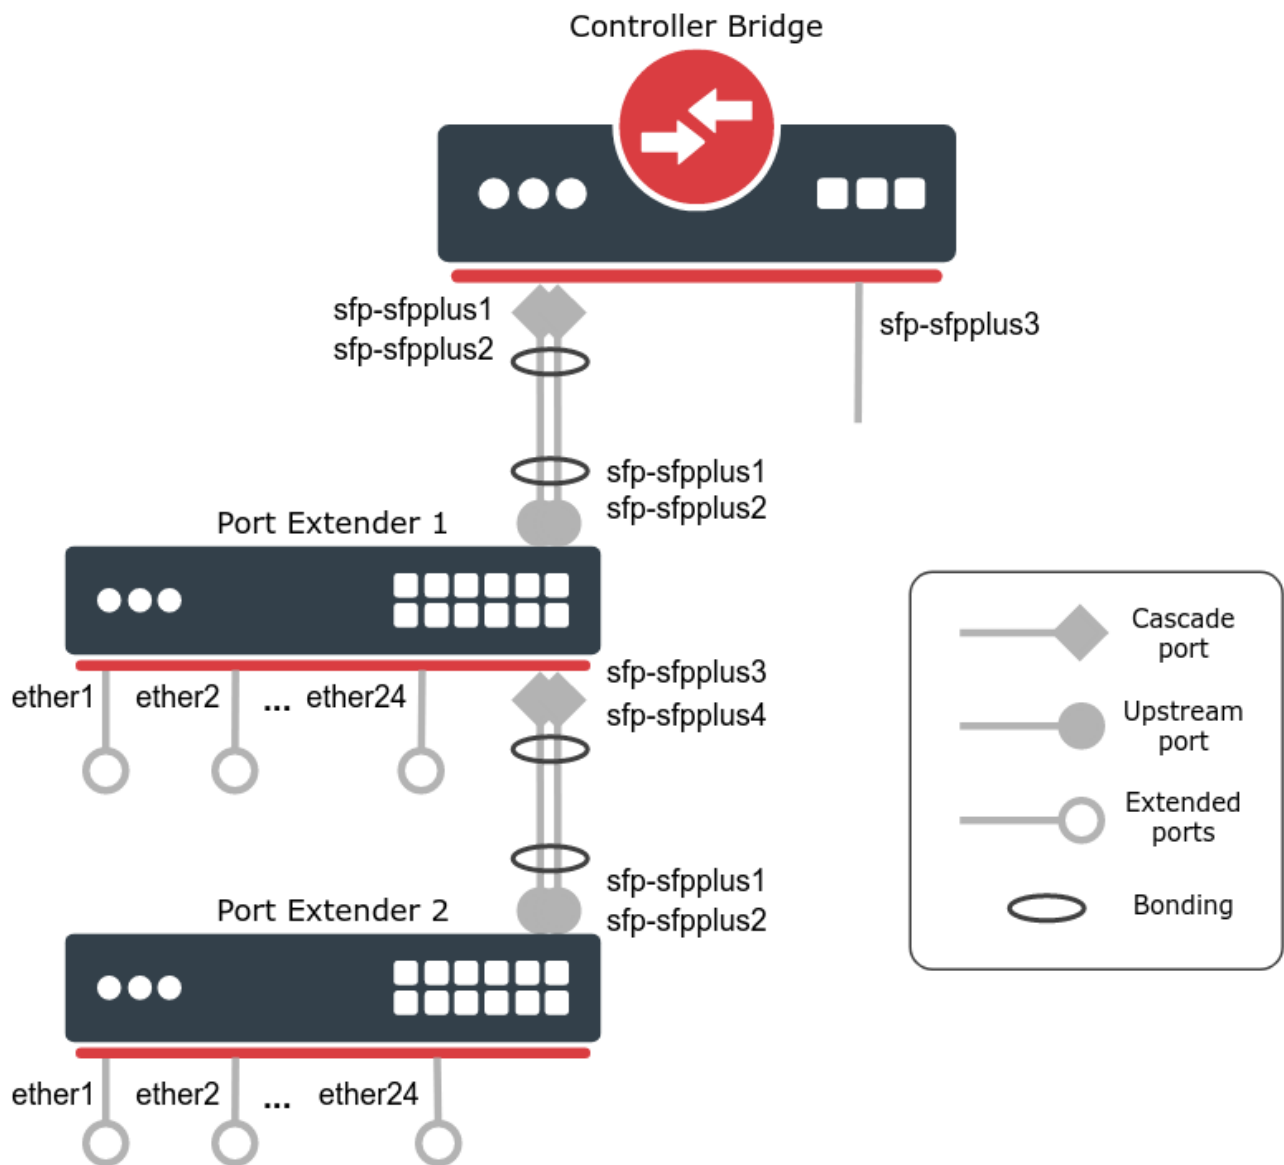 Controller Bridge
sfp-sfpplus1
sfp-sfpplus2
sfp-sfpplus3
sfp-sfpplus1
sfp-sfpplus2
Port Extender 1
ether1 ether2 ... ether24
sfp-sfpplus3
sfp-sfpplus4
sfp-sfpplus1
sfp-sfpplus2
Port Extender 2
ether1 ether2 ... ether24
Cascade
port
Upstream
port
Extended
ports
Bonding